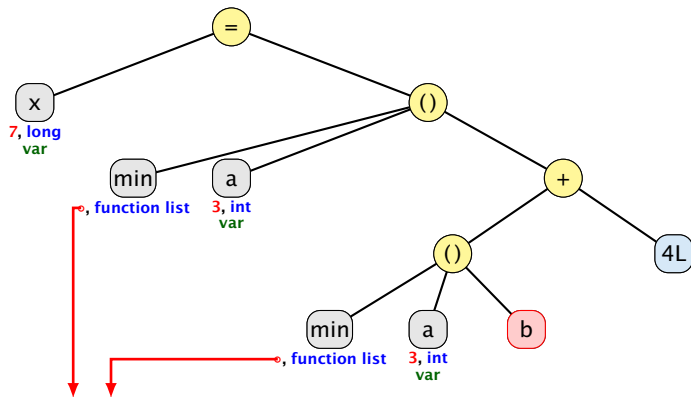 =
x
7, long
var
()
min
, function list
a
3, int
var
+
()
4L
min
, function list
a
3, int
var
b